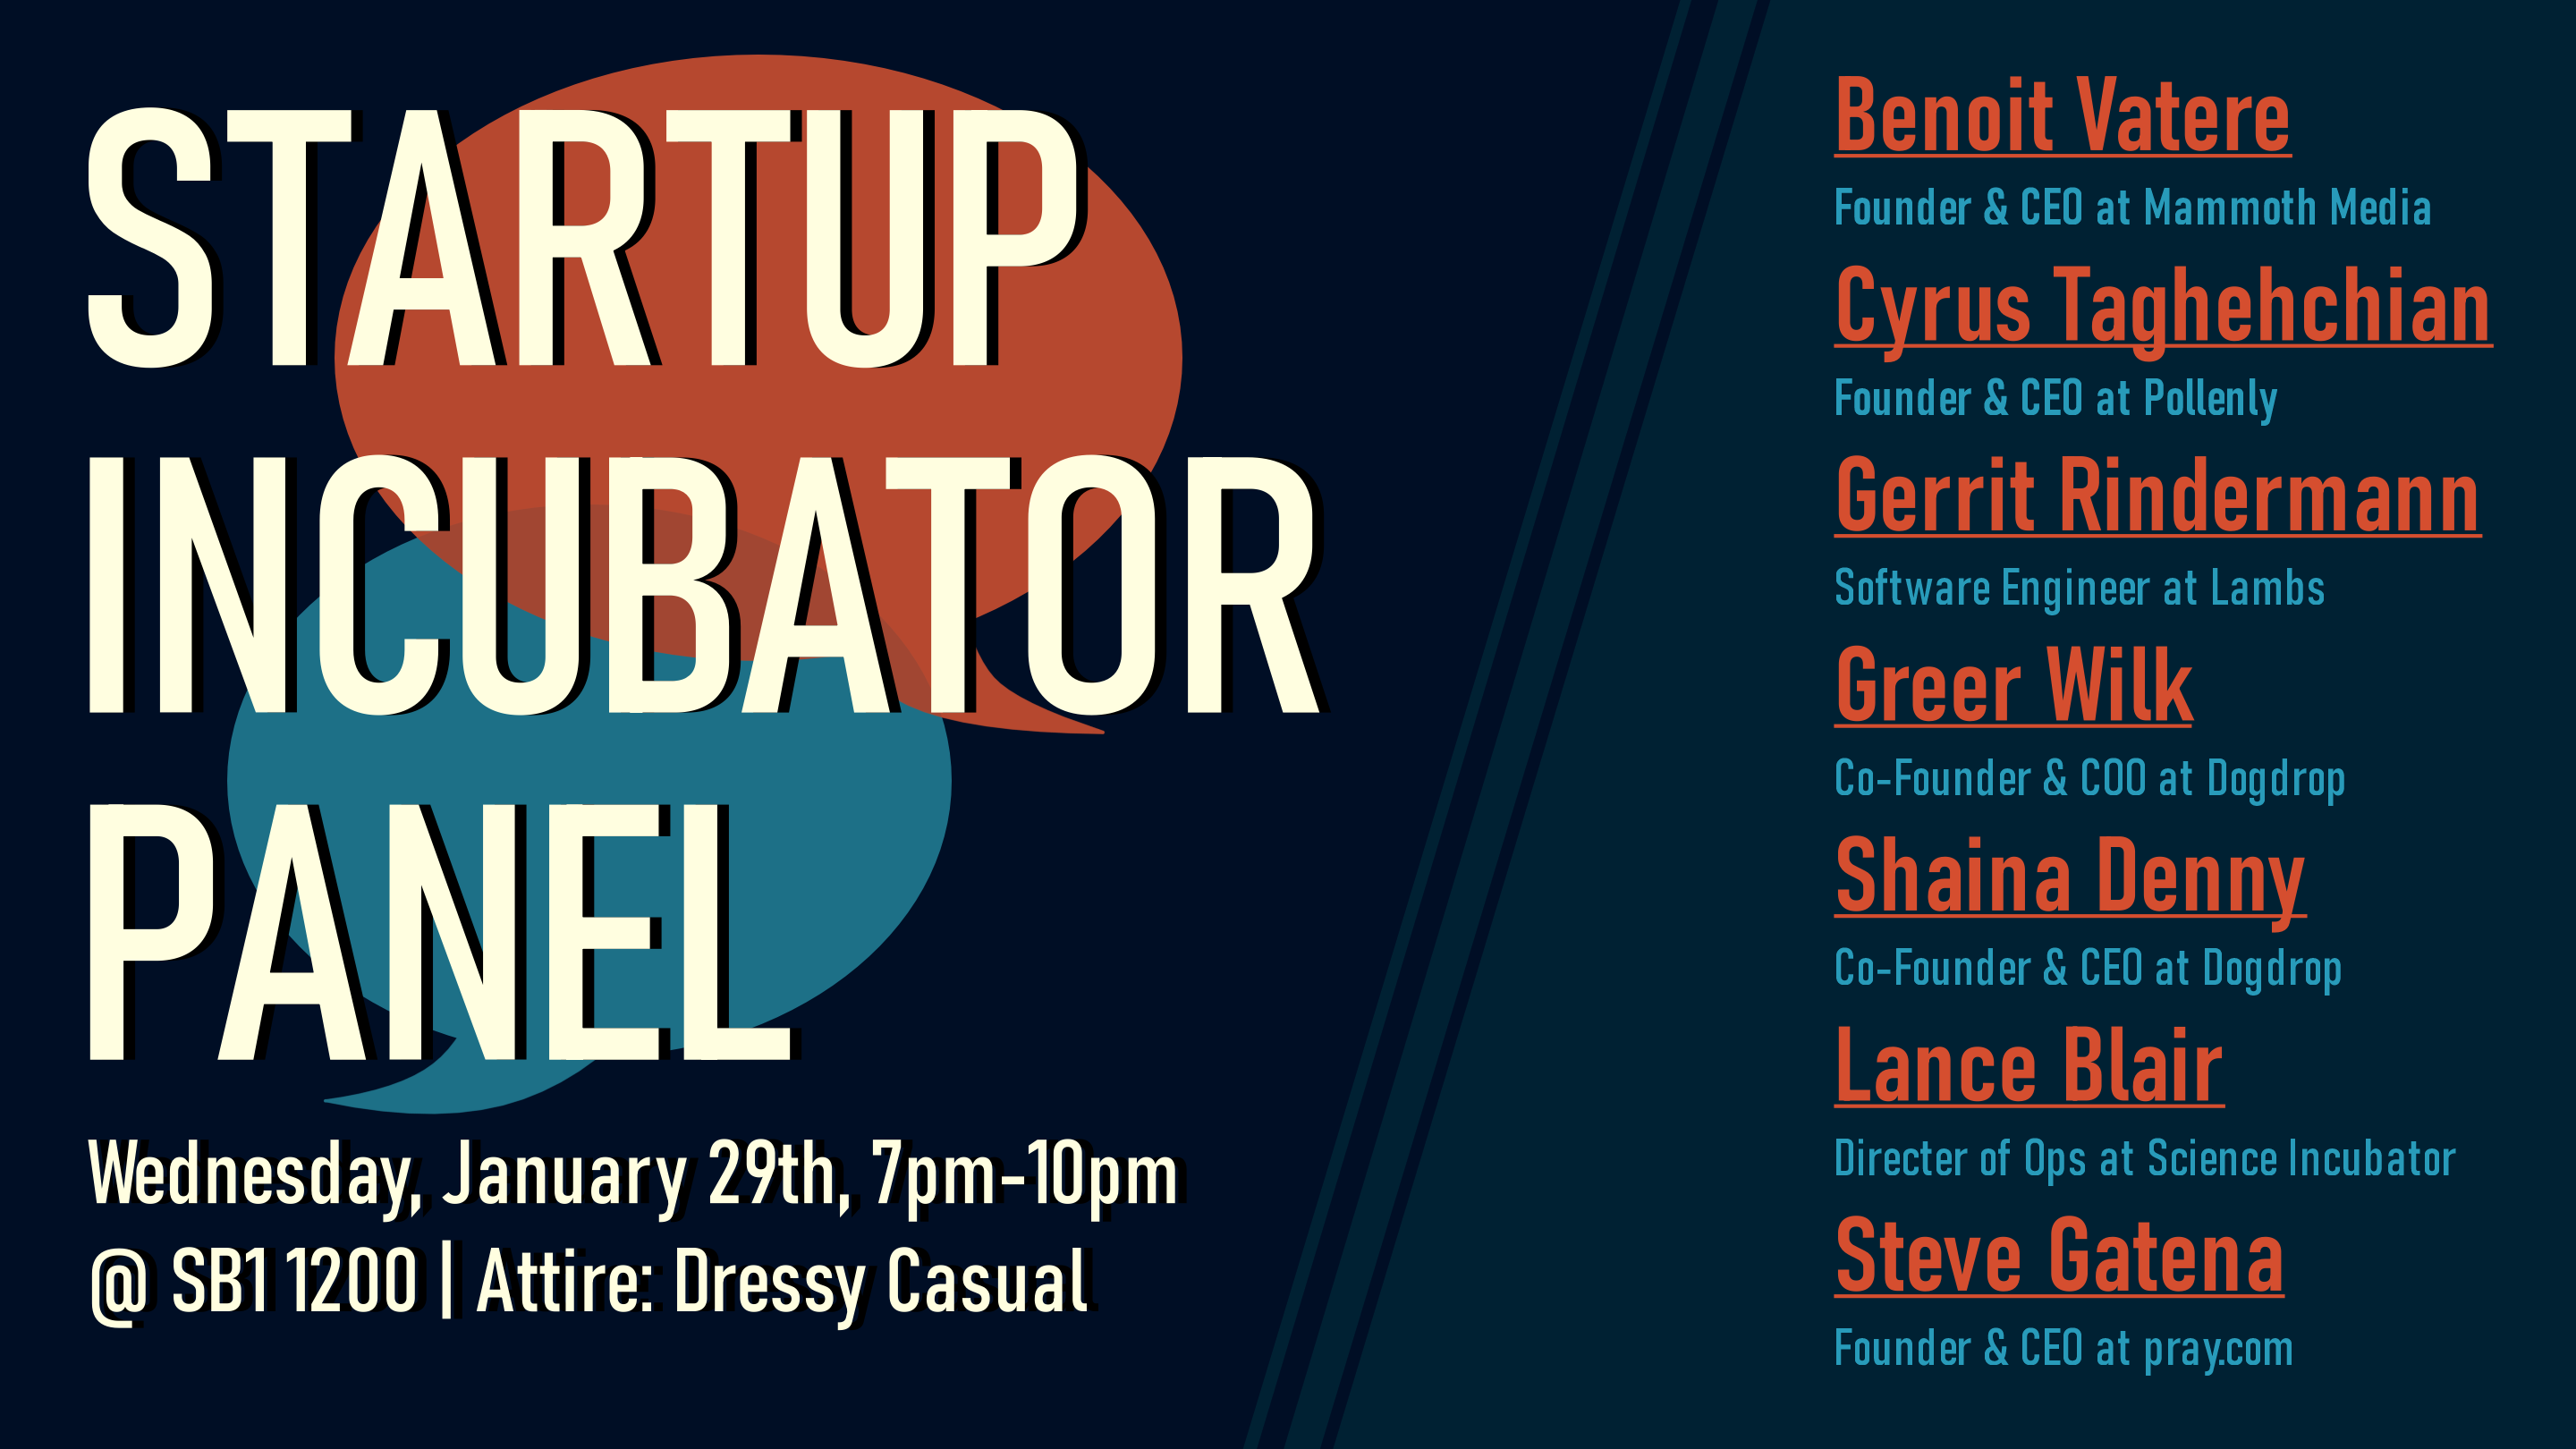 STARTUP
INCUBATOR
PANEL
Wednesday, January 29th, 7pm-10pm
@ SB1 1200 | Attire: Dressy Casual
Benoit Vatere
Founder & CEO at Mammoth Media
Cyrus Taghehchian
Founder & CEO at Pollenly
Gerrit Rindermann
Software Engineer at Lambs
Greer Wilk
Co-Founder & COO at Dogdrop
Shaina Denny
Co-Founder & CEO at Dogdrop
Lance Blair
Directer of Ops at Science Incubator
Steve Gatena
Founder & CEO at pray.com